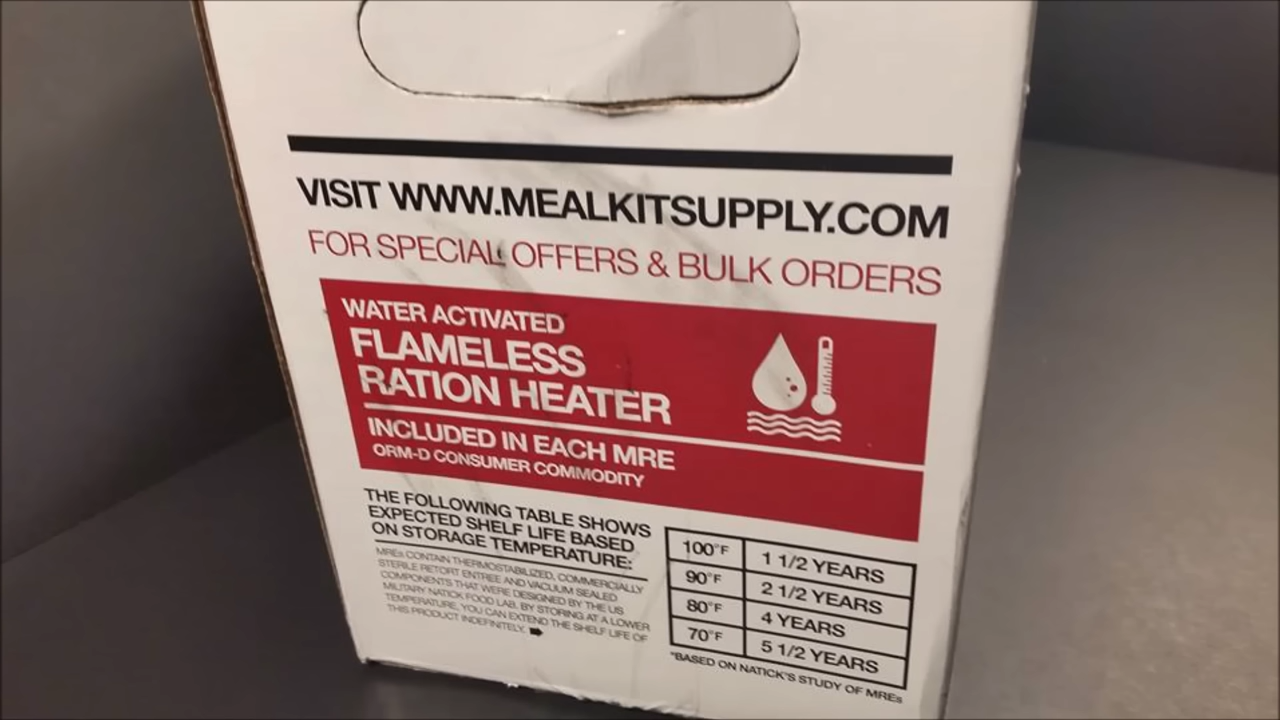 VISIT WWW.MEALKITSUPPLY.COM
FOR SPECIAL OFFERS & BULK ORDERS
WATER ACTIVATED
FLAMELESS
RATION HEATER
INCLUDED IN EACH MRE
ORM-D CONSUMER COMMODITY
THE FOLLOWING TABLE SHOWS
EXPECTED SHELF LIFE BASED
ON STORAGE TEMPERATURE:
MREs CONTAIN THERMOSTABILIZED, COMMERCIALLY
STERILE RETORT ENTREE AND VACUUM SEALED
COMPONENTS THAT WERE DESIGNED BY THE US
MILITARY NATICK FOOD LAB. BY STORING AT A LOWER
TEMPERATURE, YOU CAN EXTEND THE SHELF LIFE OF
THIS PRODUCT INDEFINITELY.
100°F 1 1/2 YEARS
90°F 2 1/2 YEARS
80°F 4 YEARS
70°F 5 1/2 YEARS
*BASED ON NATICK'S STUDY OF MREs